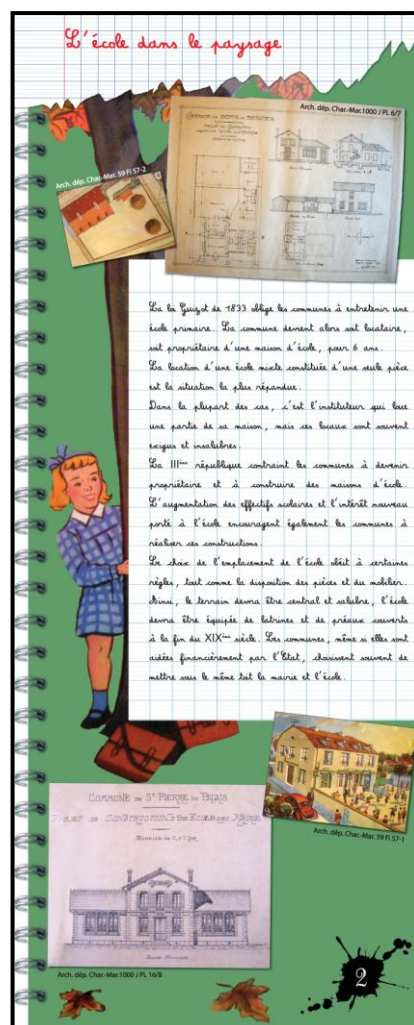 L'école dans le paysage
Arch. dép. Char.-Mar.1000 J PL 6/7
Arch. dép. Char.-Mar. 59 Fi 57-2
La loi Guizot de 1833 oblige les communes à entretenir une
école primaire. La commune devient alors soit locataire,
soit propriétaire d'une maison d'école, pour 6 ans.
La location d'une école mixte constituée d'une seule pièce
est la situation la plus répandue.
Dans la plupart des cas, c'est l'instituteur qui loue
une partie de sa maison, mais ces locaux sont souvent
exigus et insalubres.
La IIIème république contraint les communes à devenir
propriétaire et à construire des maisons d'école.
L'augmentation des effectifs scolaires et l'intérêt nouveau
porté à l'école encouragent également les communes à
réaliser ces constructions.
Le choix de l'emplacement de l'école obéit à certaines
règles, tout comme la disposition des pièces et du mobilier.
Ainsi, le terrain devra être central et salubre, l'école
devra être équipée de latrines et de préaux couverts
à la fin du XIXème siècle. Les communes, même si elles sont
aidées financièrement par l'Etat, choisissent souvent de
mettre sous le même toit la mairie et l'école.
Arch. dép. Char.-Mar. 59 Fi 57-1
COMMUNE DE St PIERRE DU PALAIS
PROJET DE CONSTRUCTION D'UNE ECOLE AVEC MAIRIE
Arch. dép. Char.-Mar.1000 J PL 16/8
2